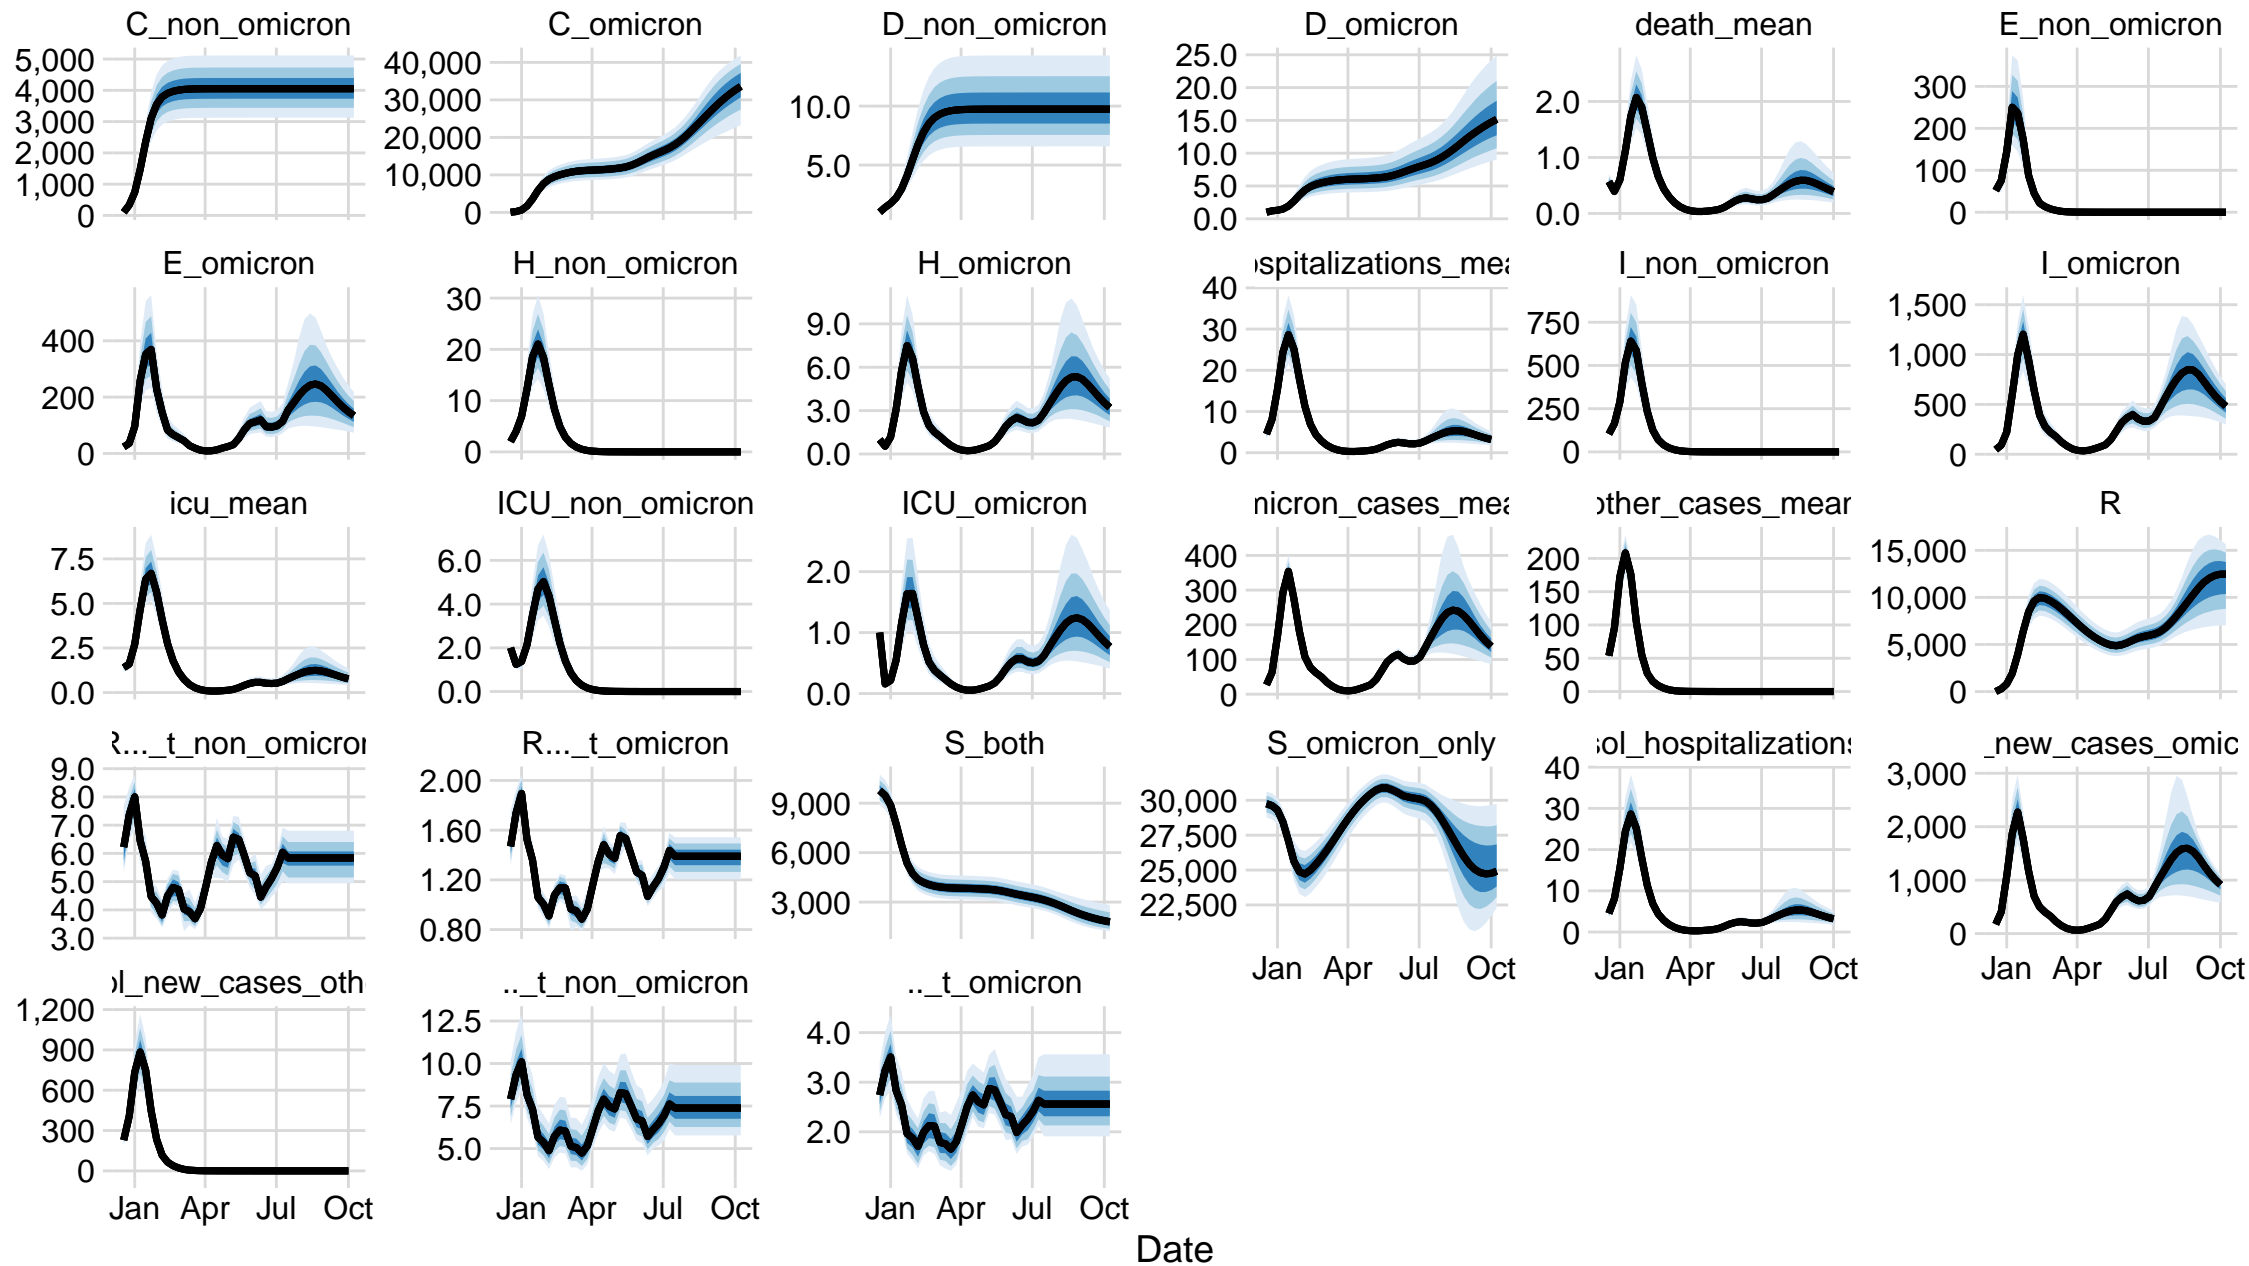 C_non_omicron C_omicron D_non_omicron D_omicron death_mean E_non_omicron
5,000 4,000 3,000 2,000 1,000 0
40,000 30,000 20,000 10,000 0
10.0 5.0
25.0 20.0 15.0 10.0 5.0 0.0
2.0 1.0 0.0
300 200 100 0
E_omicron H_non_omicron H_omicron ospitalizations_mea I_non_omicron I_omicron
400 200 0
30 20 10 0
9.0 6.0 3.0 0.0
40 30 20 10 0
750 500 250 0
1,500 1,000 500 0
icu_mean ICU_non_omicron ICU_omicron micron_cases_mea other_cases_mean R
7.5 5.0 2.5 0.0
6.0 4.0 2.0 0.0
2.0 1.0 0.0
400 300 200 100 0
200 150 100 50 0
15,000 10,000 5,000 0
R..._t_non_omicron R..._t_omicron S_both S_omicron_only sol_hospitalizations _new_cases_omic
9.0 8.0 7.0 6.0 5.0 4.0 3.0
2.00 1.60 1.20 0.80
9,000 6,000 3,000
30,000 27,500 25,000 22,500
40 30 20 10 0
3,000 2,000 1,000 0
Jan Apr Jul Oct Jan Apr Jul Oct Jan Apr Jul Oct
ol_new_cases_oth .._t_non_omicron .._t_omicron
1,200 900 600 300 0
12.5 10.0 7.5 5.0
4.0 3.0 2.0
Jan Apr Jul Oct Jan Apr Jul Oct Jan Apr Jul Oct
Date